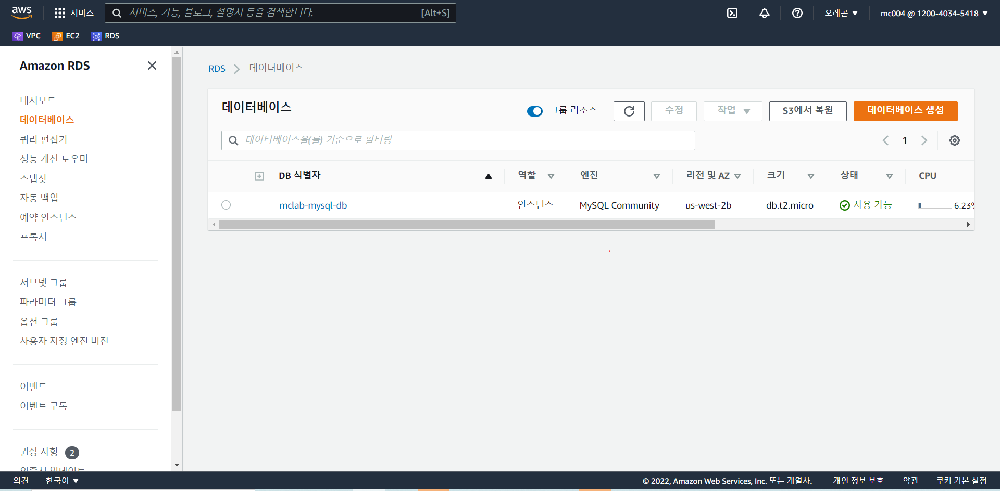 aws
서비스
서비스, 기능, 블로그, 설명서 등을 검색합니다.
[Alt+S]
오레곤
mc004 @ 1200-4034-5418
VPC
EC2
RDS
Amazon RDS
대시보드
데이터베이스
쿼리 편집기
성능 개선 도우미
스냅샷
자동 백업
예약 인스턴스
프록시
서브넷 그룹
파라미터 그룹
옵션 그룹
사용자 지정 엔진 버전
이벤트
이벤트 구독
권장 사항 2
인증서 업데이트
RDS
데이터베이스
데이터베이스
그룹 리소스
수정
작업
S3에서 복원
데이터베이스 생성
데이터베이스을(를) 기준으로 필터링
1
DB 식별자
역할
엔진
리전 및 AZ
크기
상태
CPU
mclab-mysql-db
인스턴스
MySQL Community
us-west-2b
db.t2.micro
사용 가능
6.23%
의견
한국어
© 2022, Amazon Web Services, Inc. 또는 계열사.
개인 정보 보호
약관
쿠키 기본 설정